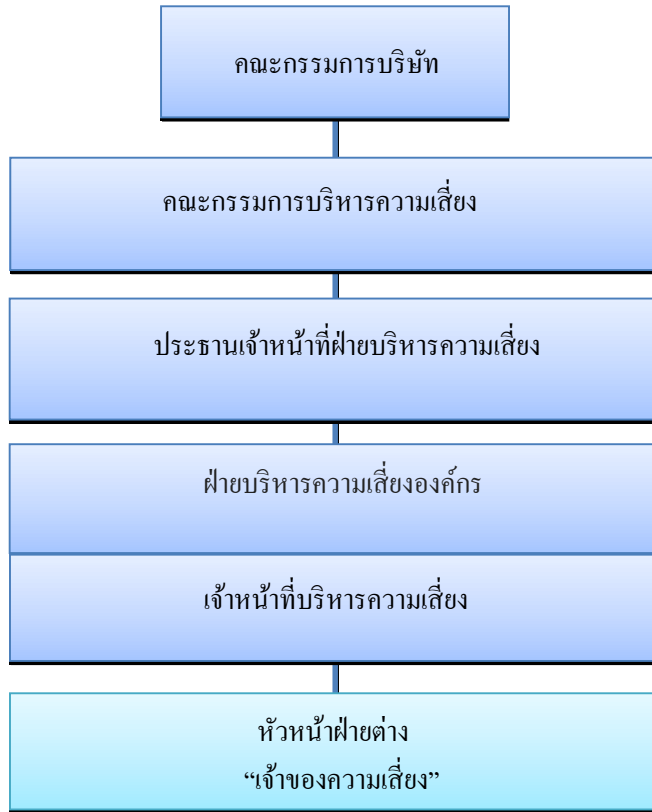 คณะกรรมการบริษัท
คณะกรรมการบริหารความเสี่ยง
ประธานเจ้าหน้าที่ฝ่ายบริหารความเสี่ยง
ฝ่ายบริหารความเสี่ยงองค์กร
เจ้าหน้าที่บริหารความเสี่ยง
หัวหน้าฝ่ายต่าง
“เจ้าของความเสี่ยง”